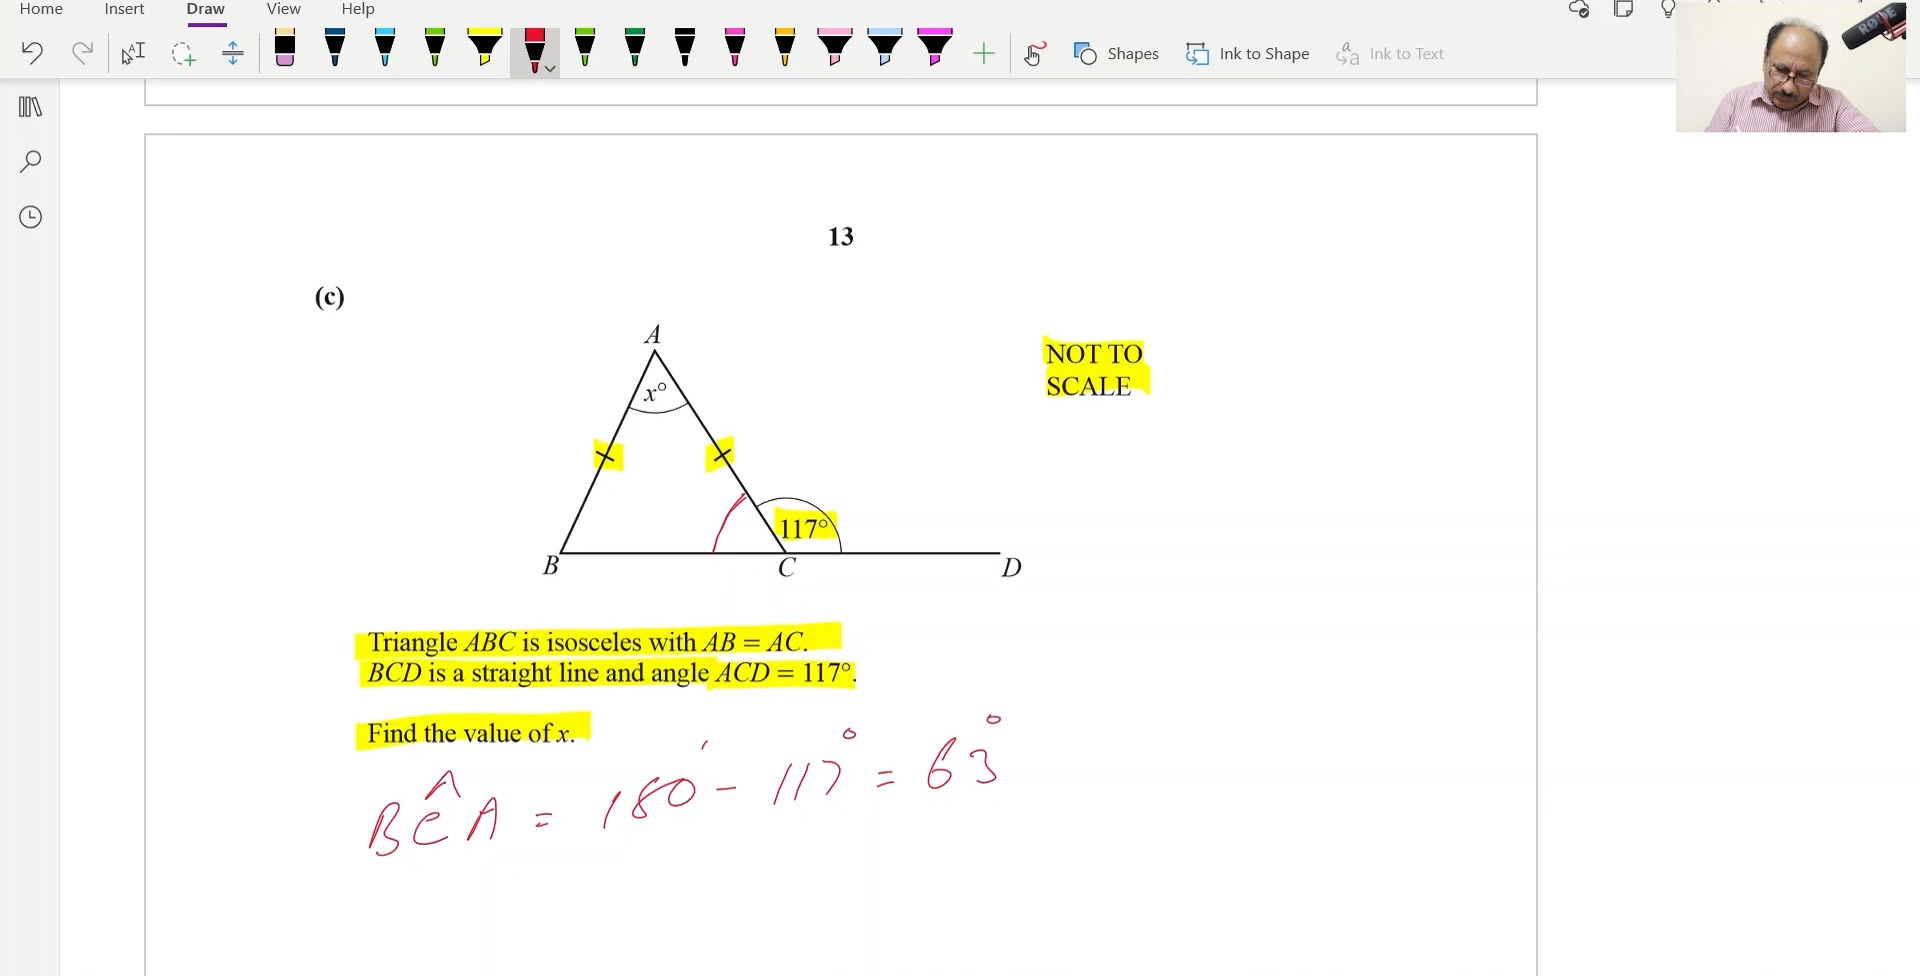 Home Insert Draw View Help
Shapes Ink to Shape Ink to Text
RØDE
13
(c)
A
x°
NOT TO
SCALE
117°
B C D
Triangle ABC is isosceles with AB = AC.
BCD is a straight line and angle ACD = 117°.
Find the value of x.
BĈA = 180° - 117° = 63°